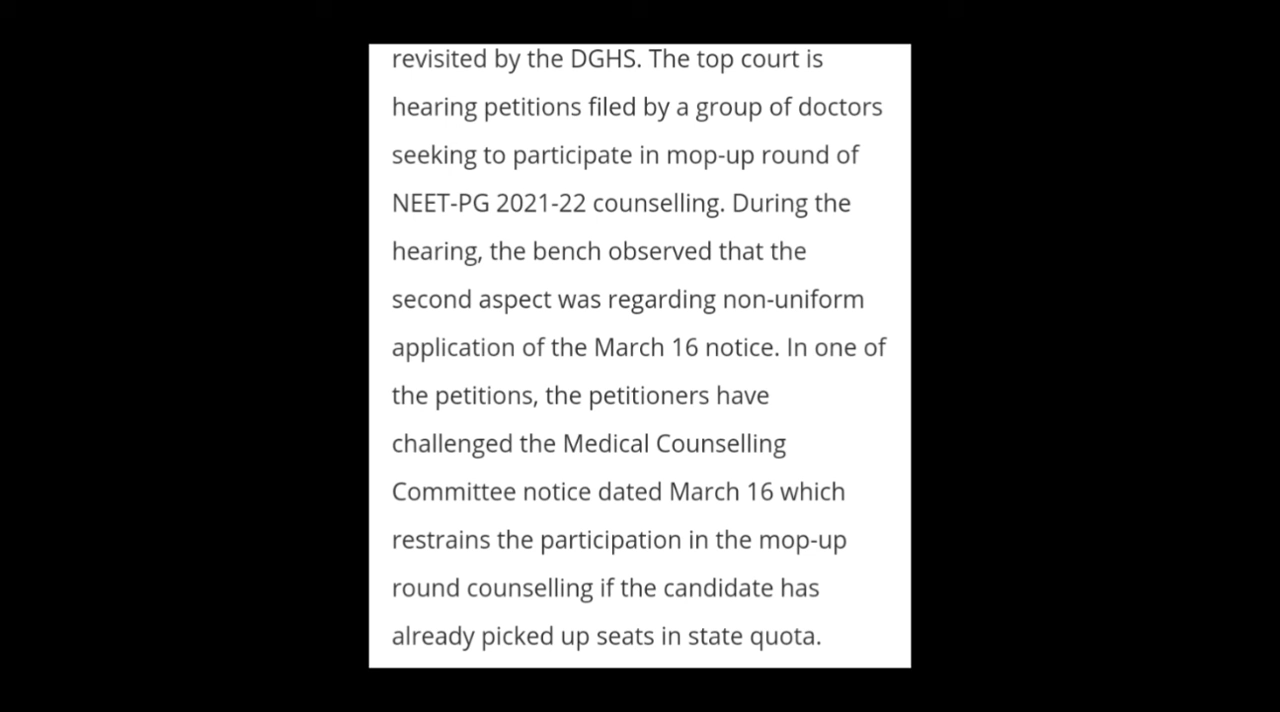 revisited by the DGHS. The top court is
hearing petitions filed by a group of doctors
seeking to participate in mop-up round of
NEET-PG 2021-22 counselling. During the
hearing, the bench observed that the
second aspect was regarding non-uniform
application of the March 16 notice. In one of
the petitions, the petitioners have
challenged the Medical Counselling
Committee notice dated March 16 which
restrains the participation in the mop-up
round counselling if the candidate has
already picked up seats in state quota.